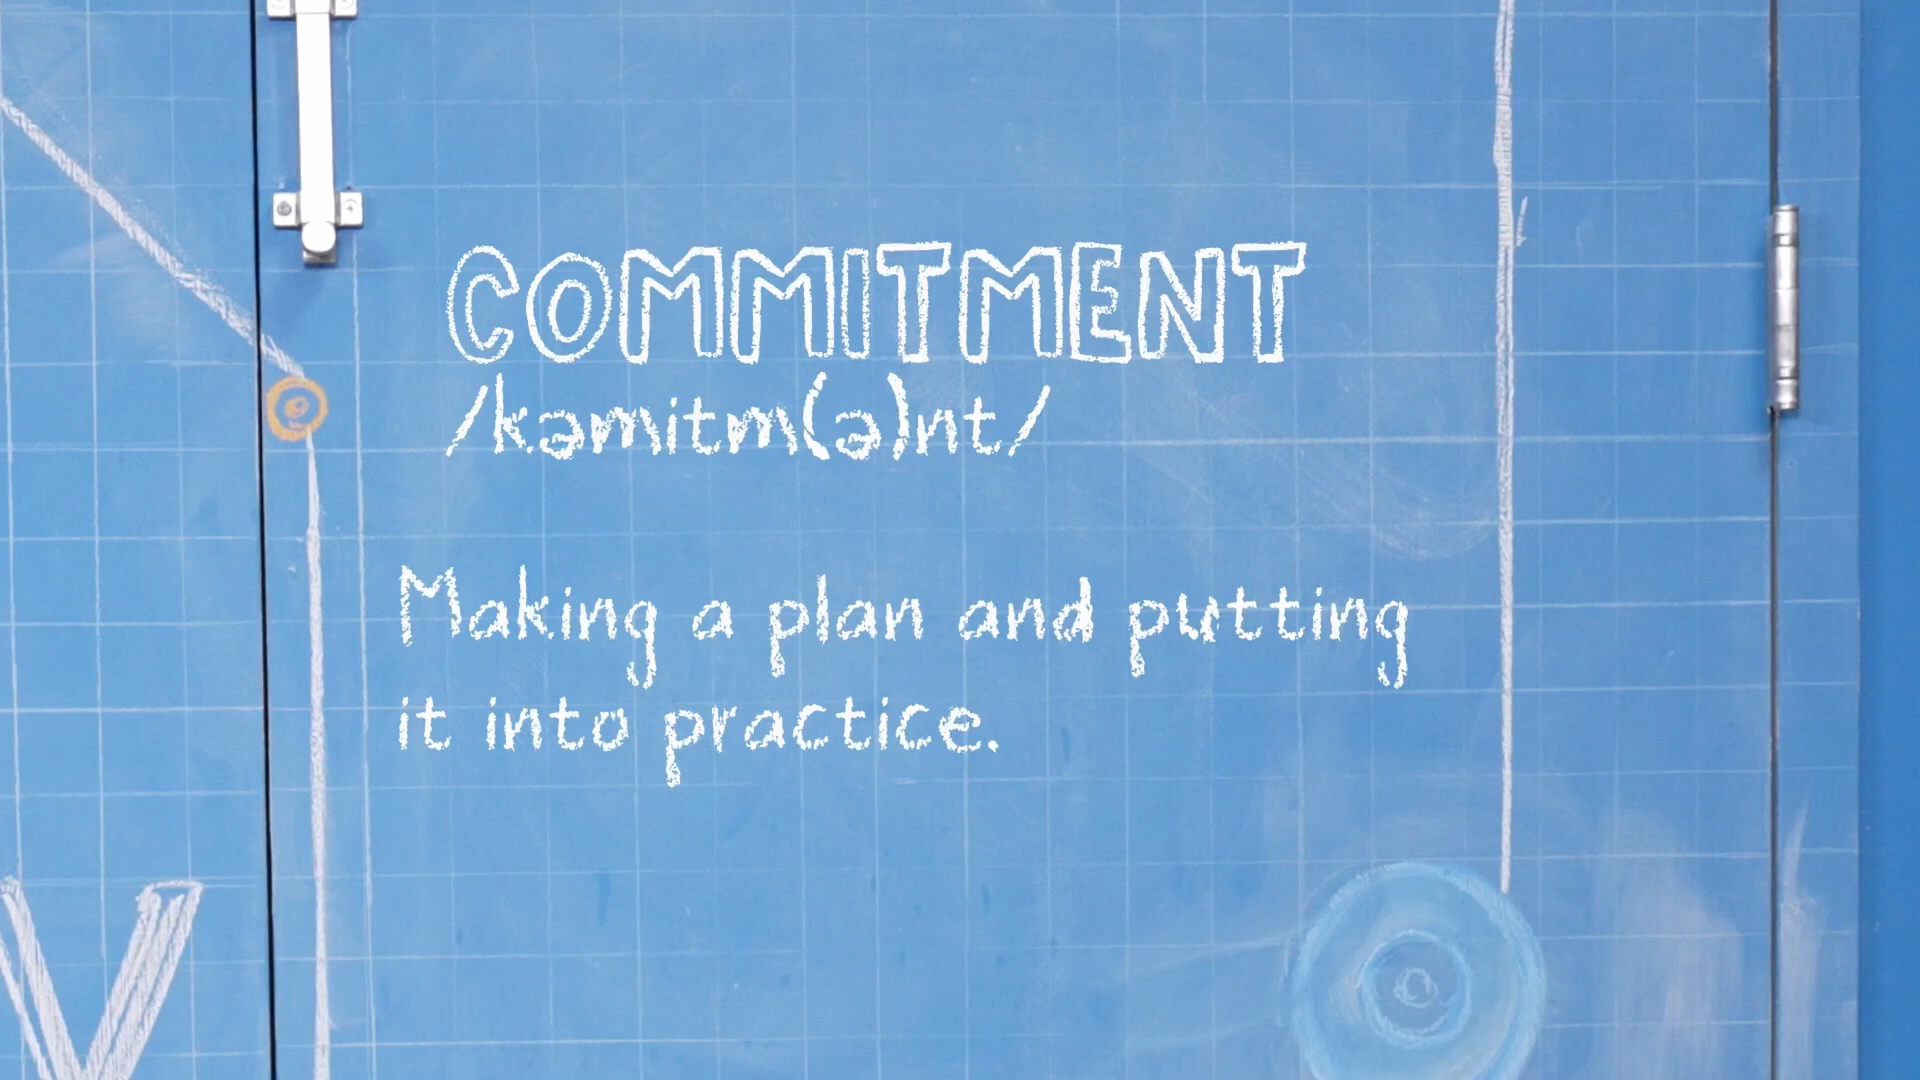 COMMITMENT
/kəmitm(ə)nt/
Making a plan and putting
it into practice.